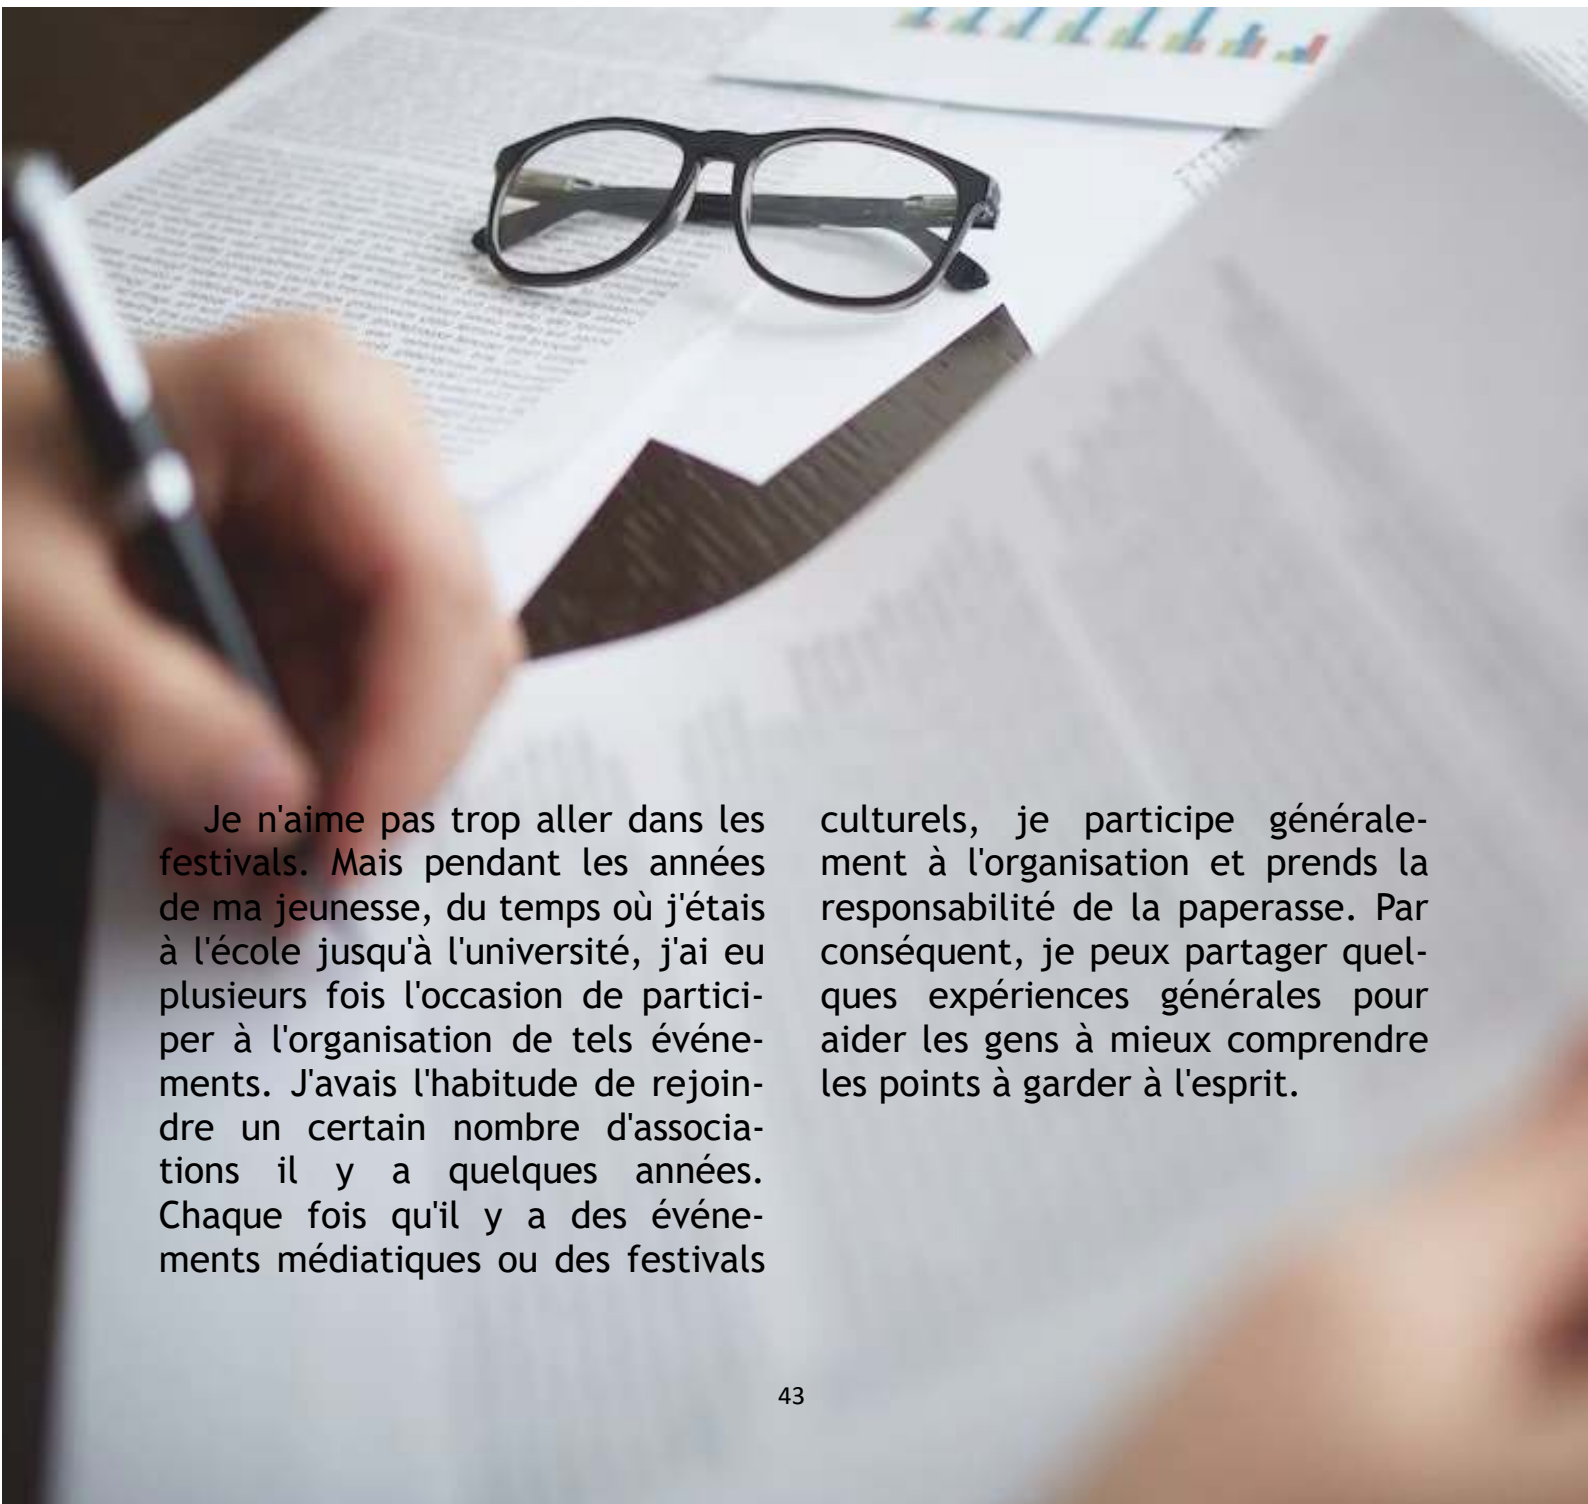 Je n'aime pas trop aller dans les
festivals. Mais pendant les années
de ma jeunesse, du temps où j'étais
à l'école jusqu'à l'université, j'ai eu
plusieurs fois l'occasion de partici-
per à l'organisation de tels événe-
ments. J'avais l'habitude de rejoin-
dre un certain nombre d'associa-
tions il y a quelques années.
Chaque fois qu'il y a des événe-
ments médiatiques ou des festivals
culturels, je participe générale-
ment à l'organisation et prends la
responsabilité de la paperasse. Par
conséquent, je peux partager quel-
ques expériences générales pour
aider les gens à mieux comprendre
les points à garder à l'esprit.
43